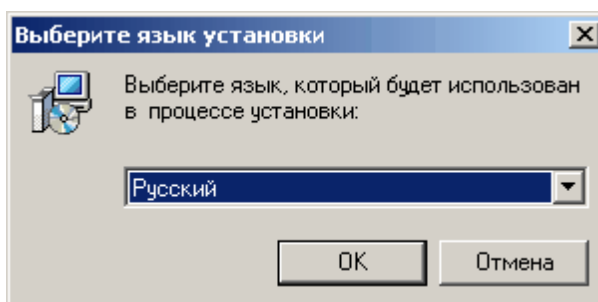 Выберите язык установки
Выберите язык, который будет использован
в процессе установки:
Русский
OK
Отмена